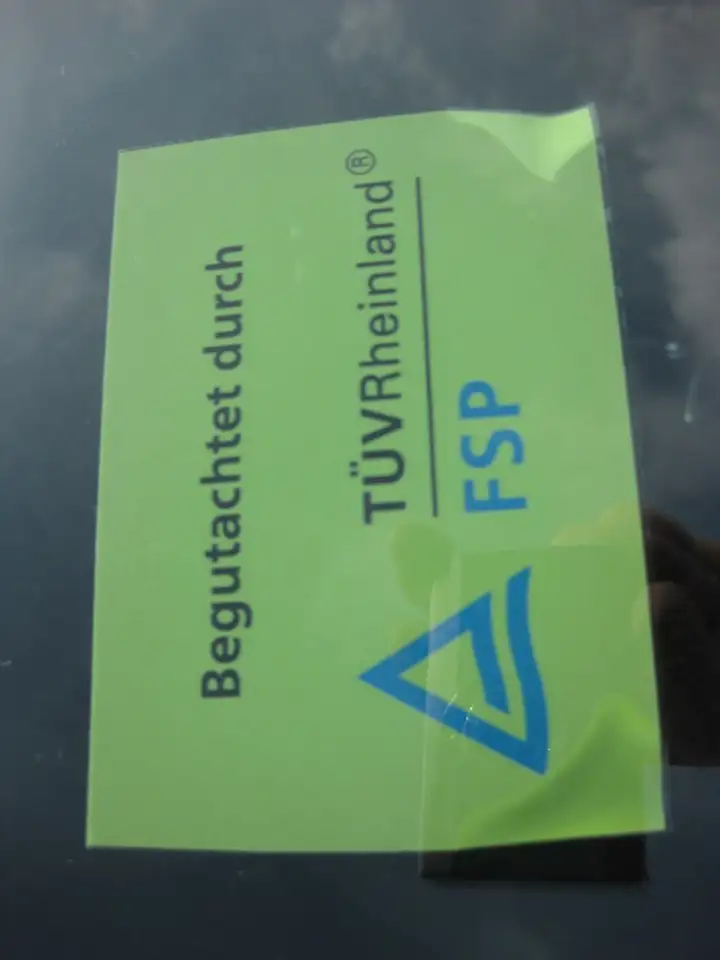 Begutachtet durch
TÜVRheinland®
FSP